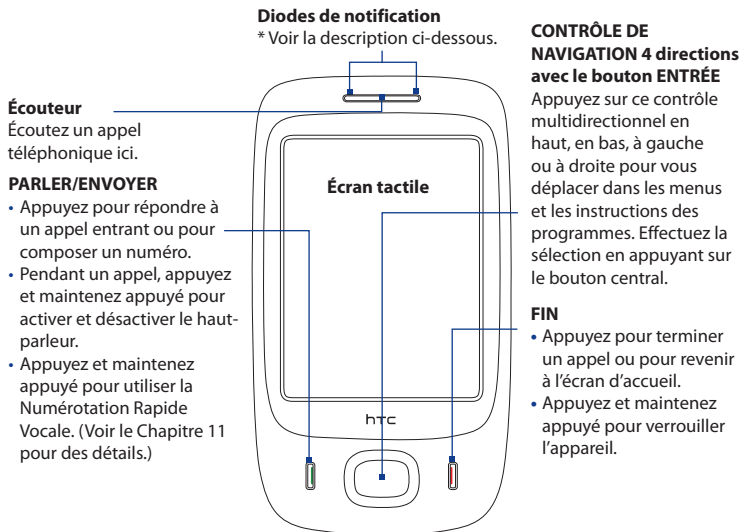 Diodes de notification
* Voir la description ci-dessous.
Écouteur
Écoutez un appel
téléphonique ici.
PARLER/ENVOYER
• Appuyez pour répondre à
un appel entrant ou pour
composer un numéro.
• Pendant un appel, appuyez
et maintenez appuyé pour
activer et désactiver le haut-
parleur.
• Appuyez et maintenez
appuyé pour utiliser la
Numérotation Rapide
Vocale. (Voir le Chapitre 11
pour des détails.)
Écran tactile
hTC
CONTRÔLE DE
NAVIGATION 4 directions
avec le bouton ENTRÉE
Appuyez sur ce contrôle
multidirectionnel en
haut, en bas, à gauche
ou à droite pour vous
déplacer dans les menus
et les instructions des
programmes. Effectuez la
sélection en appuyant sur
le bouton central.
FIN
• Appuyez pour terminer
un appel ou pour revenir
à l’écran d’accueil.
• Appuyez et maintenez
appuyé pour verrouiller
l’appareil.